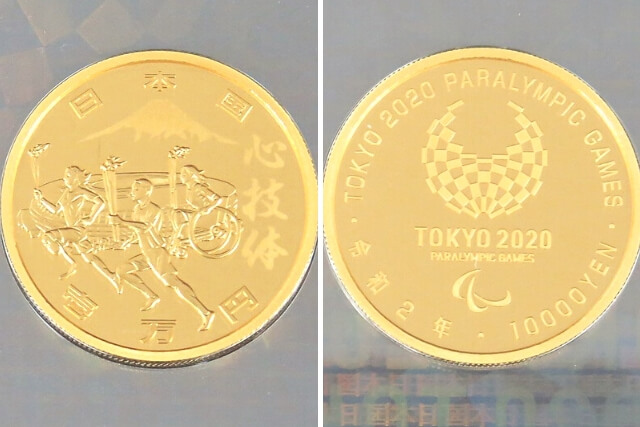 日本国
心技体
壱万円
TOKYO 2020 PARALYMPIC GAMES
TOKYO 2020
PARALYMPIC GAMES
令和2年・10000YEN